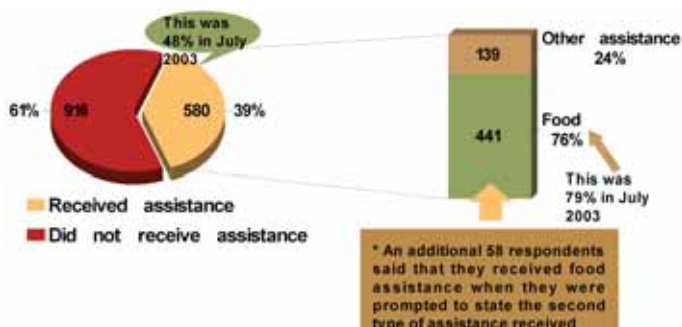 This was
48% in July
2003
61%
916
580
39%
Received assistance
Did not receive assistance
139
Other assistance
24%
441
Food
76%
This was
79% in July
2003
* An additional 58 respondents
said that they received food
assistance when they were
prompted to state the second
type of assistance received